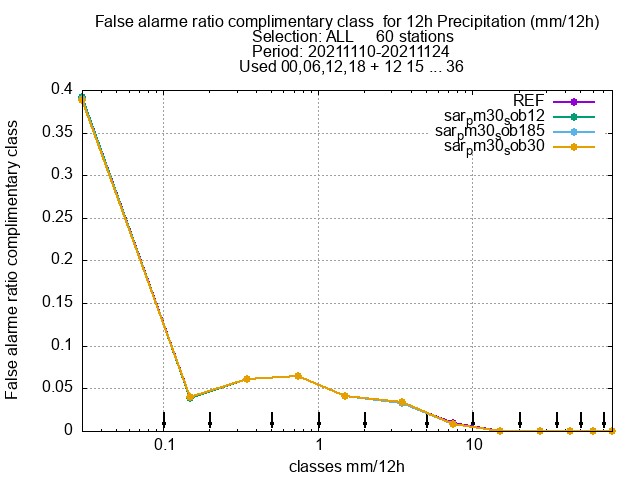 False alarme ratio complimentary class  for 12h Precipitation (mm/12h)
Selection: ALL     60 stations
Period: 20211110-20211124
Used 00,06,12,18 + 12 15 ... 36
REF
sar_pm30_sob12
sar_pm30_sob185
sar_pm30_sob30
0.4
0.35
0.3
0.25
0.2
0.15
0.1
0.05
0
False alarme ratio complimentary class
0.1
1
10
classes mm/12h